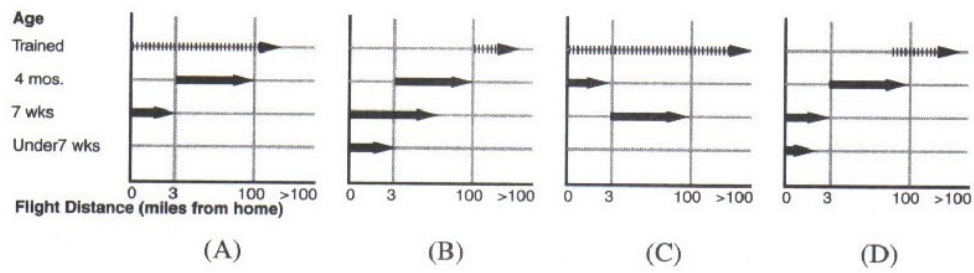 Age
Trained
4 mos.
7 wks
Under7 wks
0 3 100 >100 0 3 100 >100 0 3 100 >100 0 3 100 >100
Flight Distance (miles from home)
(A) (B) (C) (D)